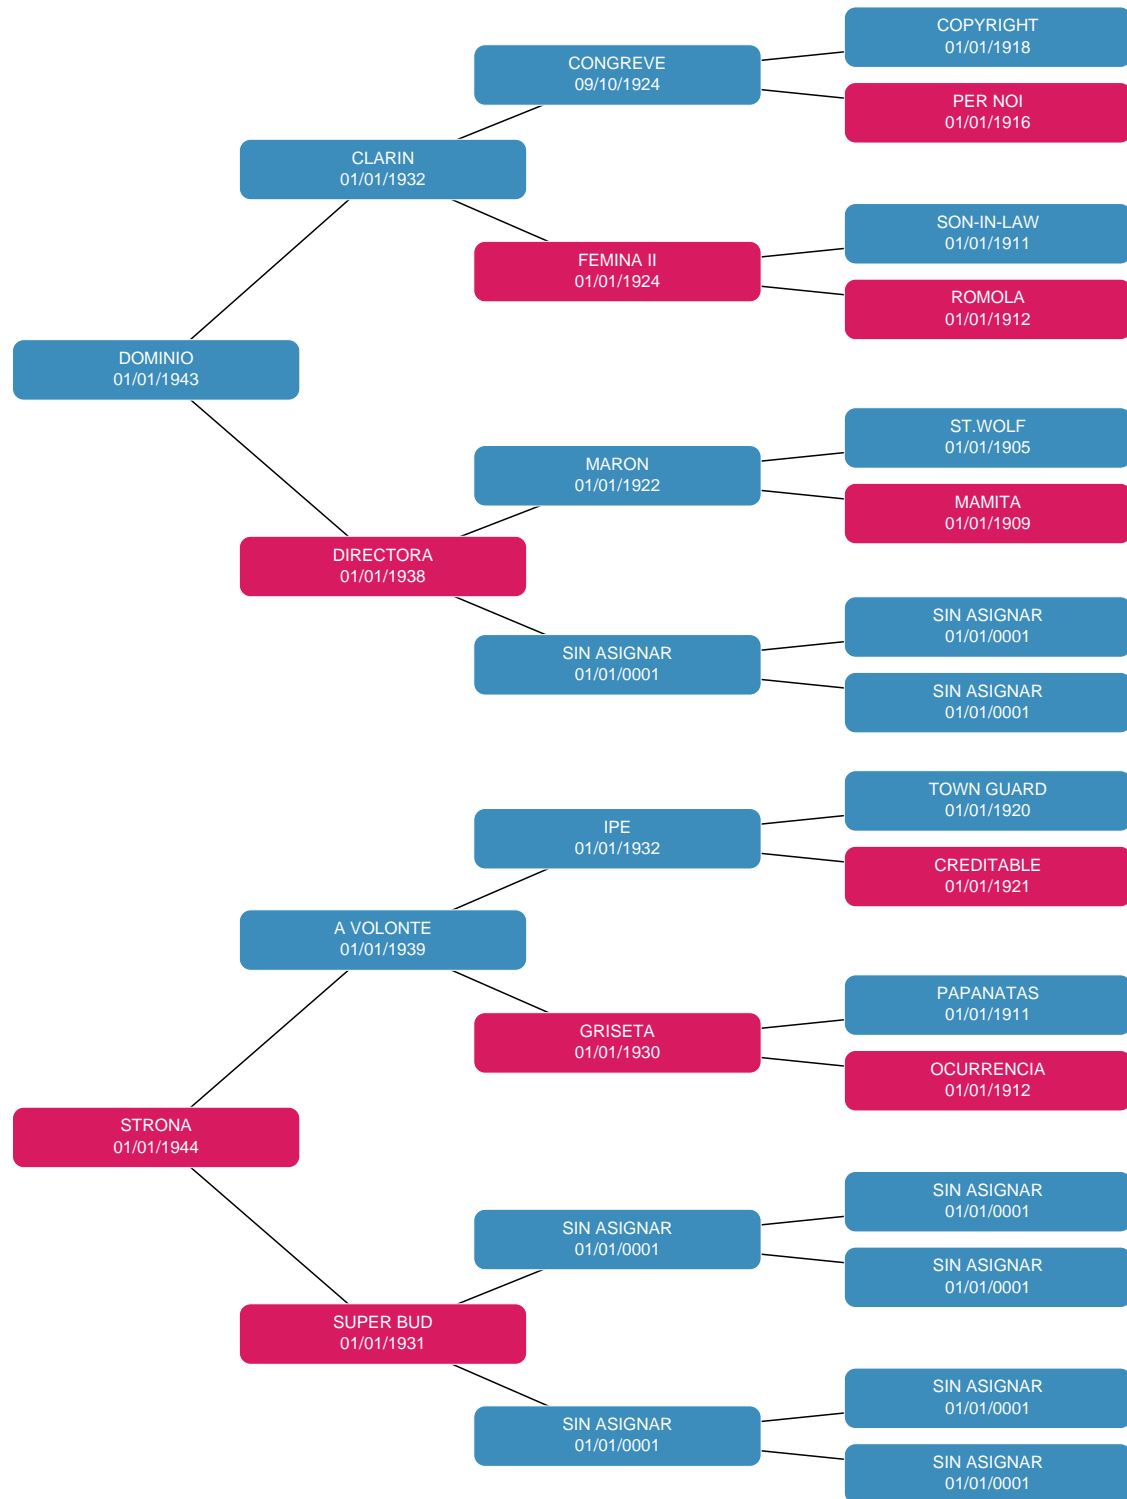 COPYRIGHT
01/01/1918
CONGREVE
09/10/1924
PER NOI
01/01/1916
CLARIN
01/01/1932
SON-IN-LAW
01/01/1911
FEMINA II
01/01/1924
ROMOLA
01/01/1912
DOMINIO
01/01/1943
ST.WOLF
01/01/1905
MARON
01/01/1922
MAMITA
01/01/1909
DIRECTORA
01/01/1938
SIN ASIGNAR
01/01/0001
SIN ASIGNAR
01/01/0001
SIN ASIGNAR
01/01/0001
TOWN GUARD
01/01/1920
IPE
01/01/1932
CREDITABLE
01/01/1921
A VOLONTE
01/01/1939
PAPANATAS
01/01/1911
GRISETA
01/01/1930
OCURRENCIA
01/01/1912
STRONA
01/01/1944
SIN ASIGNAR
01/01/0001
SIN ASIGNAR
01/01/0001
SIN ASIGNAR
01/01/0001
SUPER BUD
01/01/1931
SIN ASIGNAR
01/01/0001
SIN ASIGNAR
01/01/0001
SIN ASIGNAR
01/01/0001